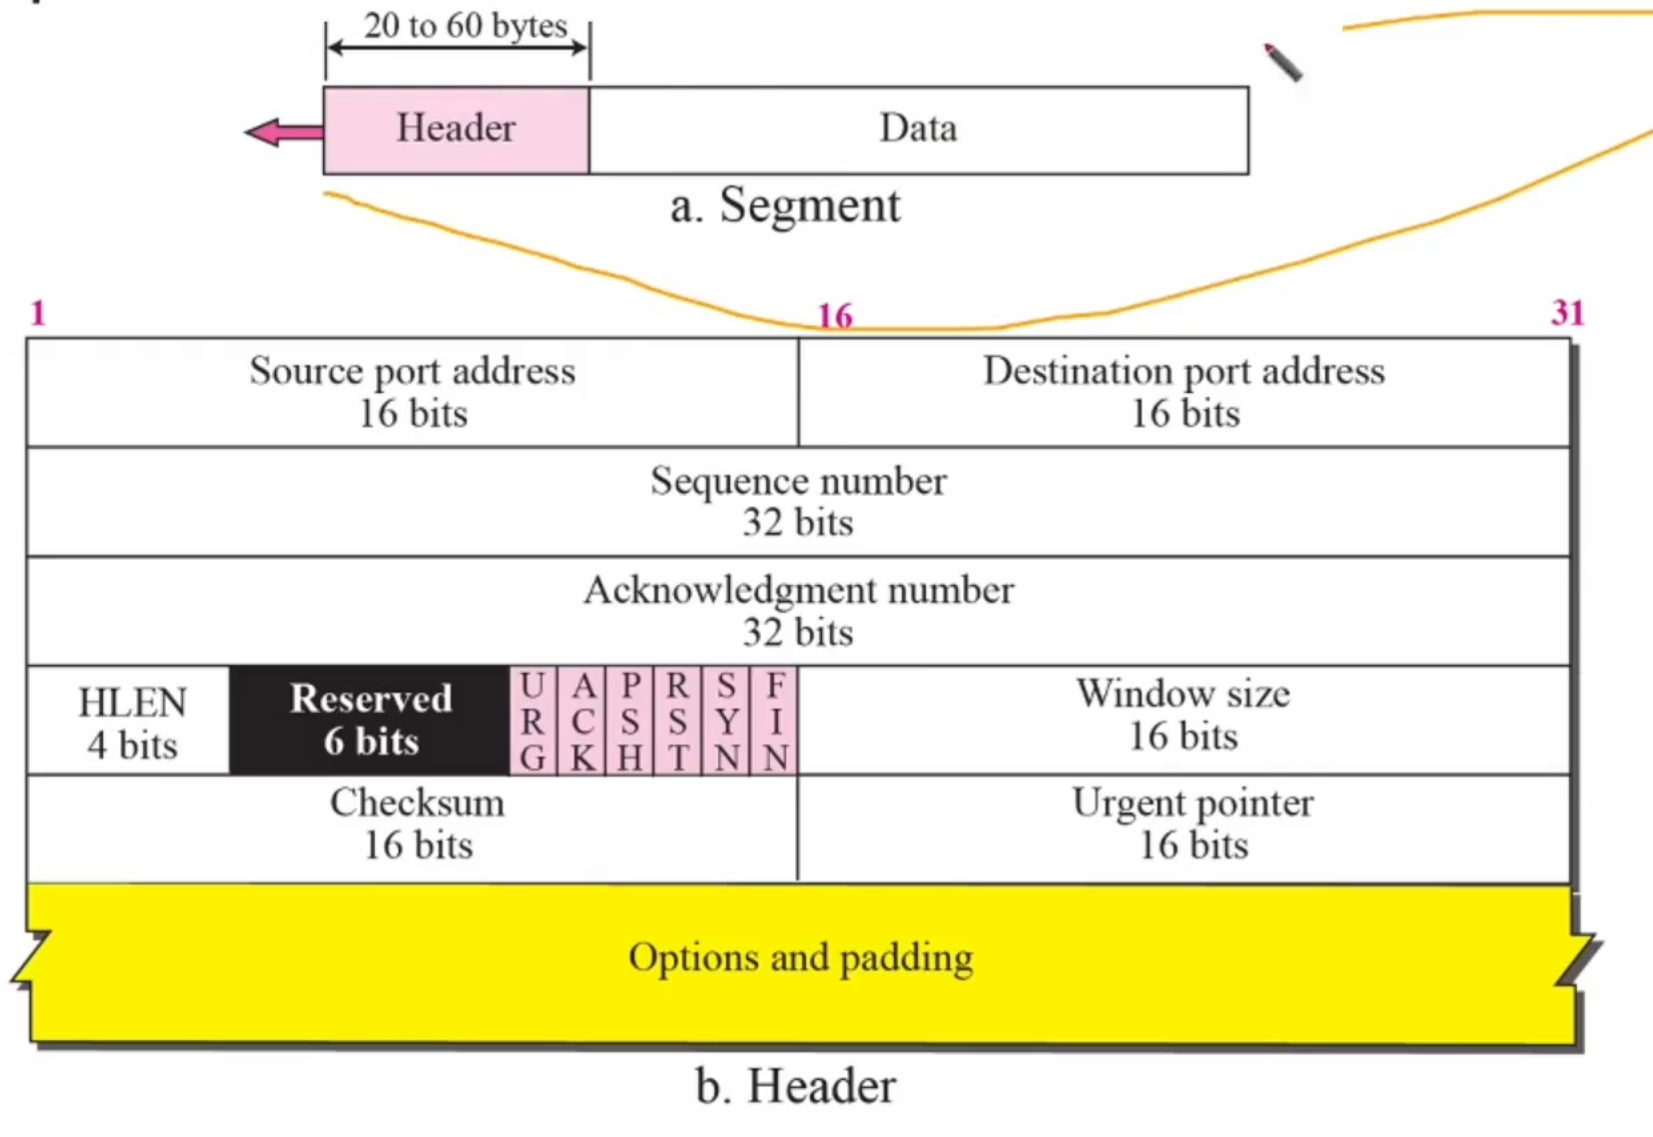 20 to 60 bytes
Header
Data
a. Segment
1
16
31
Source port address
16 bits
Destination port address
16 bits
Sequence number
32 bits
Acknowledgment number
32 bits
HLEN
4 bits
Reserved
6 bits
URG
ACK
PSH
RST
SYN
FIN
Window size
16 bits
Checksum
16 bits
Urgent pointer
16 bits
Options and padding
b. Header